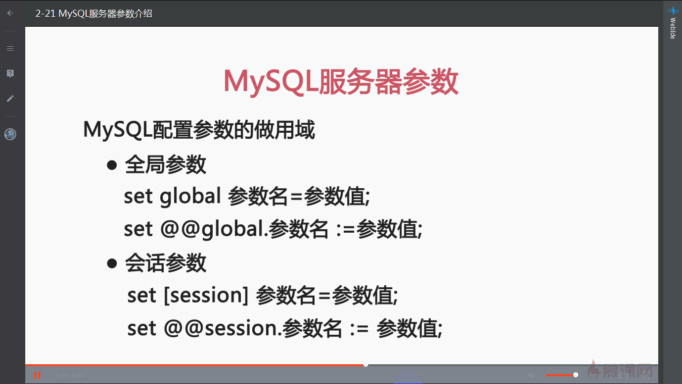 2-21 MySQL服务器参数介绍
Webide
MySQL服务器参数
MySQL配置参数的做用域
● 全局参数
set global 参数名=参数值;
set @@global.参数名 :=参数值;
● 会话参数
set [session] 参数名=参数值;
set @@session.参数名 := 参数值;